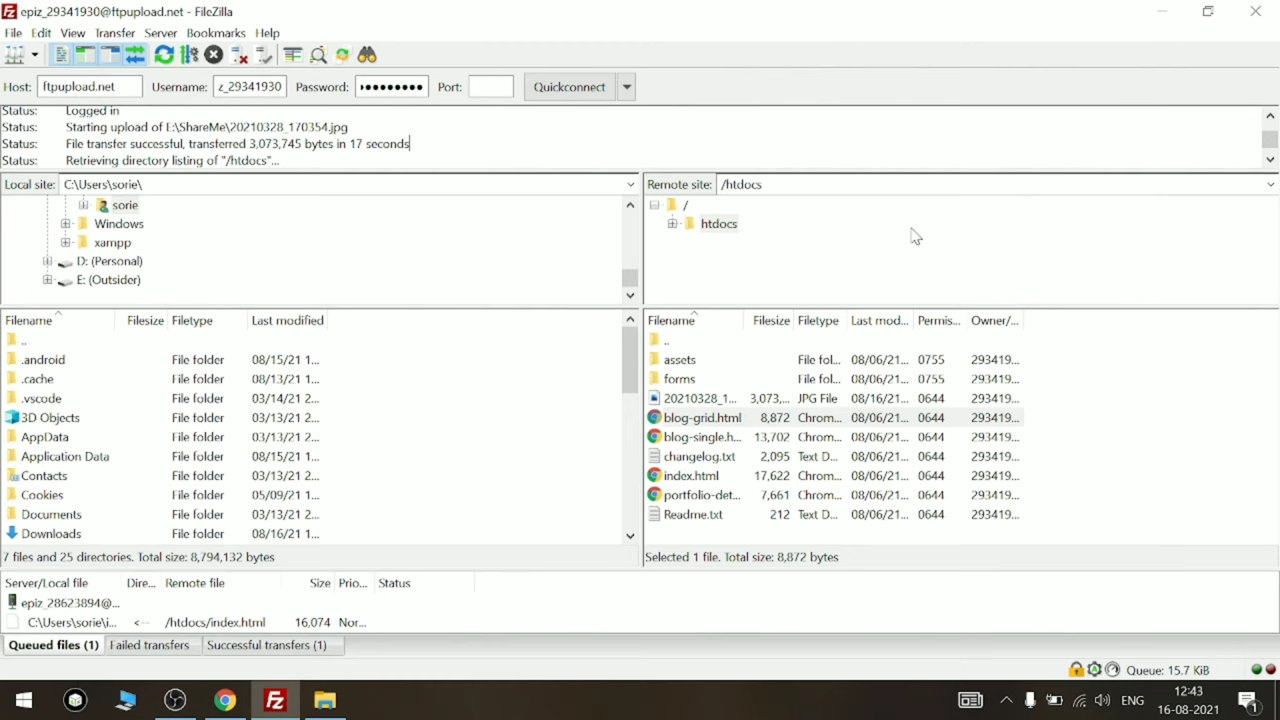 epiz_29341930@ftpupload.net - FileZilla
File Edit View Transfer Server Bookmarks Help
Host: ftpupload.net Username: z_29341930 Password: ●●●●●●●●● Port: Quickconnect
Status: Logged in
Status: Starting upload of E:\ShareMe\20210328_170354.jpg
Status: File transfer successful, transferred 3,073,745 bytes in 17 seconds
Status: Retrieving directory listing of "/htdocs"...
Local site: C:\Users\sorie\
sorie
Windows
xampp
D: (Personal)
E: (Outsider)
Remote site: /htdocs
/
htdocs
Filename Filesize Filetype Last modified
..
.android File folder 08/15/21 1...
.cache File folder 08/13/21 1...
.vscode File folder 03/14/21 2...
3D Objects File folder 03/13/21 2...
AppData File folder 03/13/21 2...
Application Data File folder 08/15/21 1...
Contacts File folder 03/13/21 2...
Cookies File folder 05/09/21 1...
Documents File folder 03/13/21 2...
Downloads File folder 08/16/21 1...
7 files and 25 directories. Total size: 8,794,132 bytes
Filename Filesize Filetype Last mod... Permis... Owner/...
..
assets File fol... 08/06/21... 0755 293419...
forms File fol... 08/06/21... 0755 293419...
20210328_1... 3,073,... JPG File 08/16/21... 0644 293419...
blog-grid.html 8,872 Chrom... 08/06/21... 0644 293419...
blog-single.h... 13,702 Chrom... 08/06/21... 0644 293419...
changelog.txt 2,095 Text D... 08/06/21... 0644 293419...
index.html 17,622 Chrom... 08/06/21... 0644 293419...
portfolio-det... 7,661 Chrom... 08/06/21... 0644 293419...
Readme.txt 212 Text D... 08/06/21... 0644 293419...
Selected 1 file. Total size: 8,872 bytes
Server/Local file Dire... Remote file Size Prio... Status
epiz_28623894@...
C:\Users\sorie\i... <-- /htdocs/index.html 16,074 Nor...
Queued files (1) Failed transfers Successful transfers (1)
Queue: 15.7 KiB
ENG
12:43
16-08-2021
1